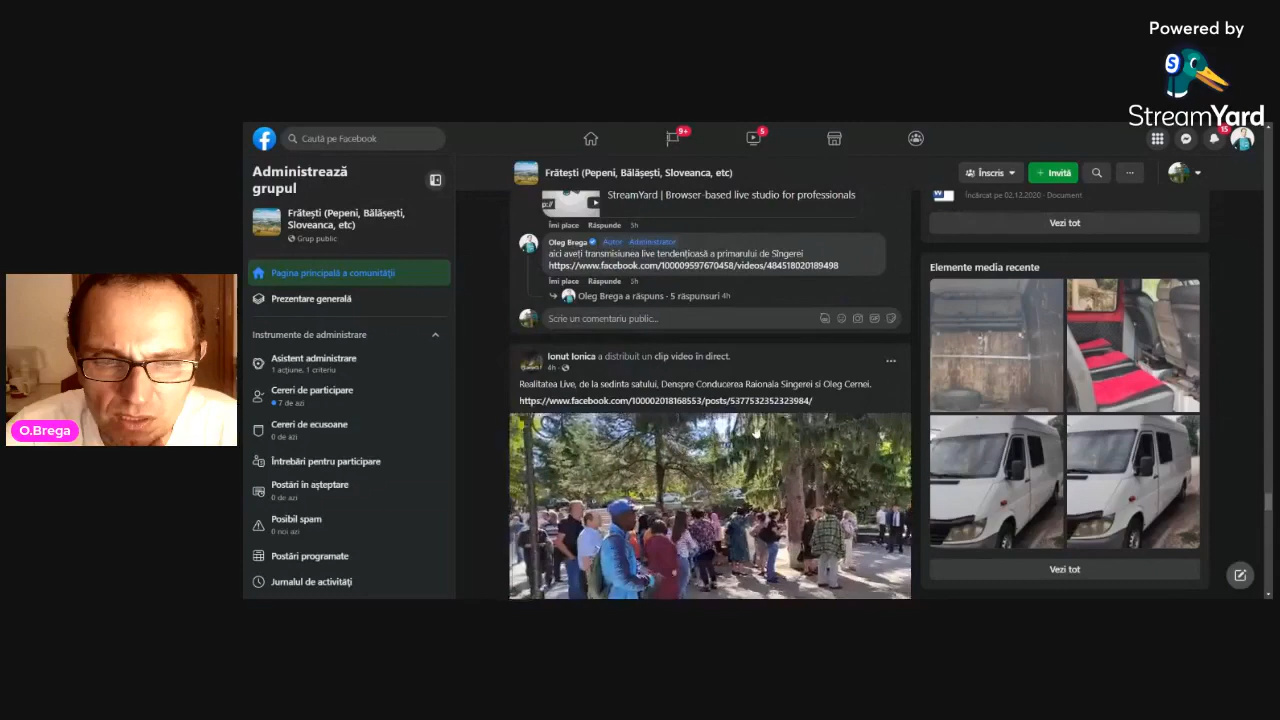 Powered by
StreamYard
Caută pe Facebook
9+
5
15
Administrează
grupul
Frătești (Pepeni, Bălășești,
Sloveanca, etc)
Grup public
Pagina principală a comunității
Prezentare generală
Instrumente de administrare
Asistent administrare
1 acțiune, 1 criteriu
Cereri de participare
7 de azi
Cereri de ecusoane
0 de azi
Întrebări pentru participare
Postări în așteptare
0 de azi
Posibil spam
0 noi azi
Postări programate
Jurnalul de activități
Frătești (Pepeni, Bălășești, Sloveanca, etc)
Înscris
+ Invită
StreamYard | Browser-based live studio for professionals
Îmi place Răspunde 5h
Oleg Brega Autor Administrator
aici aveți transmisiunea live tendențioasă a primarului de Sîngerei
https://www.facebook.com/100009597670458/videos/484518020189498
Îmi place Răspunde 5h
Oleg Brega a răspuns · 5 răspunsuri 4h
Scrie un comentariu public...
Ionut Ionica a distribuit un clip video în direct.
4h
Realitatea Live, de la sedinta satului, Denspre Conducerea Raionala Singerei si Oleg Cernei.
https://www.facebook.com/100002018168553/posts/5377532352323984/
Încărcat pe 02.12.2020 · Document
Vezi tot
Elemente media recente
Vezi tot
O.Brega